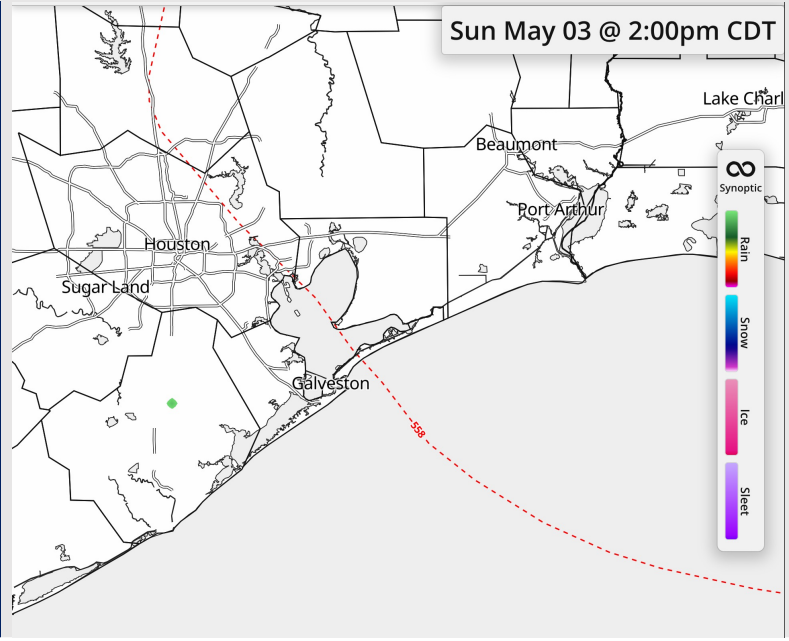 Sun May 03 @ 2:00pm CDT
Lake Charl
Beaumont
Synoptic
Port Arthur
Rain
Houston
Sugar Land
Snow
Galveston
Ice
558
Sleet